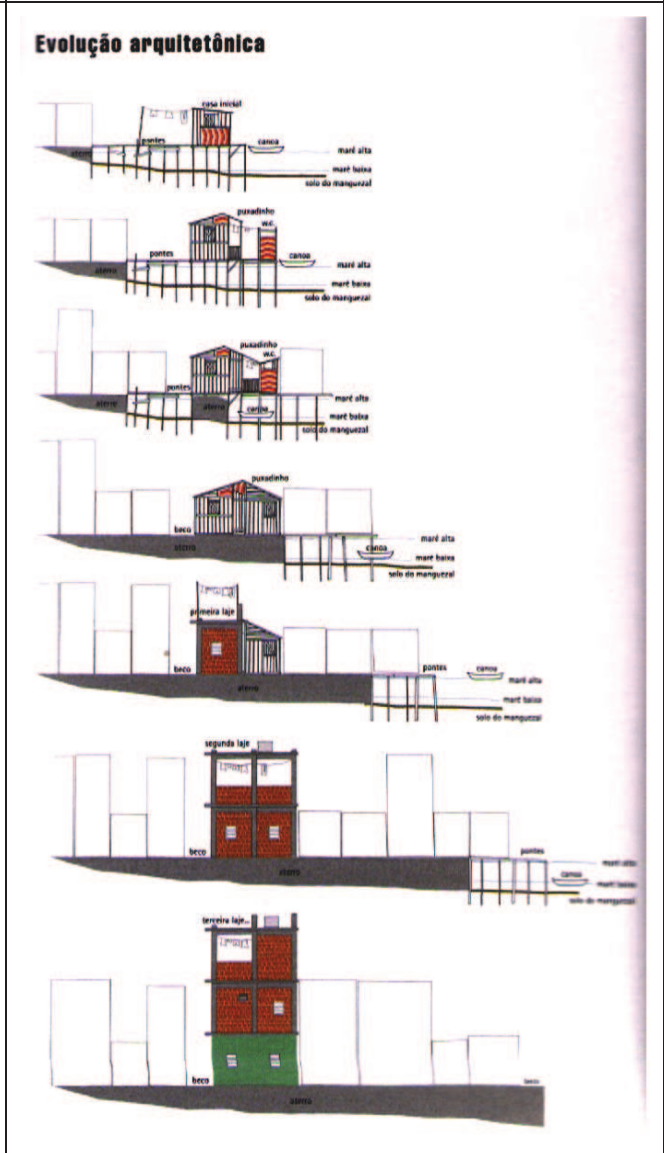 Evolução arquitetônica
casa inicial
pontes
canoa
aterro
maré alta
maré baixa
solo do manguezal
puxadinho
w.c.
pontes
canoa
aterro
maré alta
maré baixa
solo do manguezal
puxadinho
w.c.
pontes
aterro
aterro
canoa
maré alta
maré baixa
solo do manguezal
puxadinho
beco
aterro
canoa
maré alta
maré baixa
solo do manguezal
primeira laje
beco
aterro
pontes
canoa
maré alta
maré baixa
solo do manguezal
segunda laje
beco
aterro
pontes
canoa
maré alta
maré baixa
solo do manguezal
terceira laje...
beco
aterro
beco